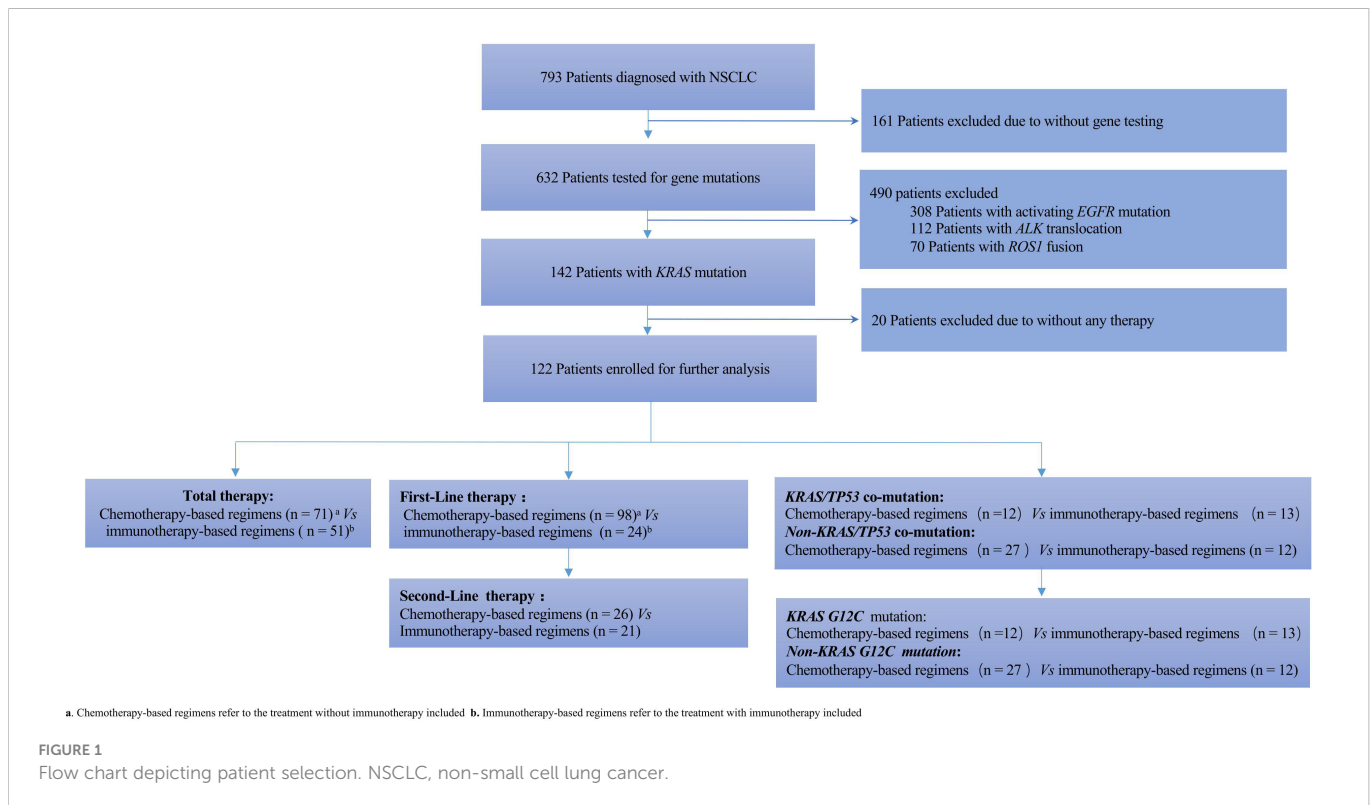 793 Patients diagnosed with NSCLC
161 Patients excluded due to without gene testing
632 Patients tested for gene mutations
490 patients excluded
308 Patients with activating EGFR mutation
112 Patients with ALK translocation
70 Patients with ROS1 fusion
142 Patients with KRAS mutation
20 Patients excluded due to without any therapy
122 Patients enrolled for further analysis
Total therapy:
Chemotherapy-based regimens (n = 71) a Vs
immunotherapy-based regimens ( n = 51)b
First-Line therapy :
Chemotherapy-based regimens (n = 98)a Vs
immunotherapy-based regimens (n = 24)b
Second-Line therapy :
Chemotherapy-based regimens (n = 26) Vs
Immunotherapy-based regimens (n = 21)
KRAS/TP53 co-mutation:
Chemotherapy-based regimens (n =12) Vs immunotherapy-based regimens (n = 13)
Non-KRAS/TP53 co-mutation:
Chemotherapy-based regimens (n = 27 ) Vs immunotherapy-based regimens (n = 12)
KRAS G12C mutation:
Chemotherapy-based regimens (n =12) Vs immunotherapy-based regimens (n = 13)
Non-KRAS G12C mutation:
Chemotherapy-based regimens (n = 27 ) Vs immunotherapy-based regimens (n = 12)
a. Chemotherapy-based regimens refer to the treatment without immunotherapy included b. Immunotherapy-based regimens refer to the treatment with immunotherapy included
FIGURE 1
Flow chart depicting patient selection. NSCLC, non-small cell lung cancer.